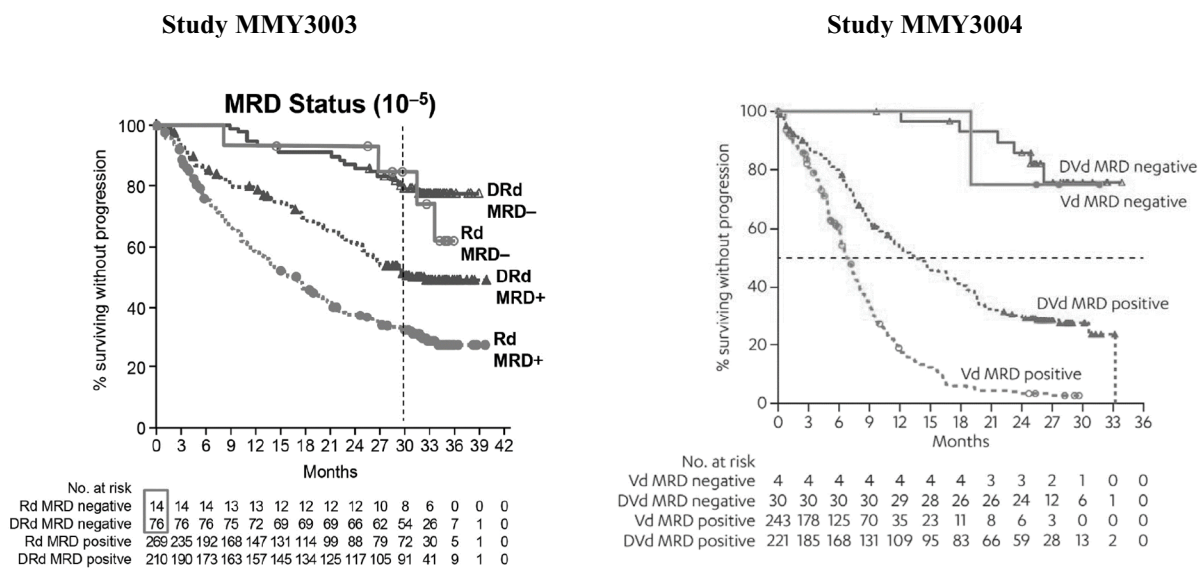 Study MMY3003
MRD Status (10–5)
% surviving without progression
100
80
60
40
20
0
DRd
MRD–
Rd
MRD–
DRd
MRD+
Rd
MRD+
0 3 6 9 12 15 18 21 24 27 30 33 36 39 42
Months
No. at risk
Rd MRD negative 14 14 14 13 13 12 12 12 12 10 8 6 0 0 0
DRd MRD negative 76 76 76 75 72 69 69 69 66 62 54 26 7 1 0
Rd MRD positive 269 235 192 168 147 131 114 99 88 79 72 30 5 1 0
DRd MRD positve 210 190 173 163 157 145 134 125 117 105 91 41 9 1 0
Study MMY3004
% surviving without progression
100
80
60
40
20
0
DVd MRD negative
Vd MRD negative
DVd MRD positive
Vd MRD positive
0 3 6 9 12 15 18 21 24 27 30 33 36
Months
No. at risk
Vd MRD negative 4 4 4 4 4 4 4 3 3 2 1 0 0
DVd MRD negative 30 30 30 30 29 28 26 26 24 12 6 1 0
Vd MRD positive 243 178 125 70 35 23 11 8 6 3 0 0 0
DVd MRD positive 221 185 168 131 109 95 83 66 59 28 13 2 0